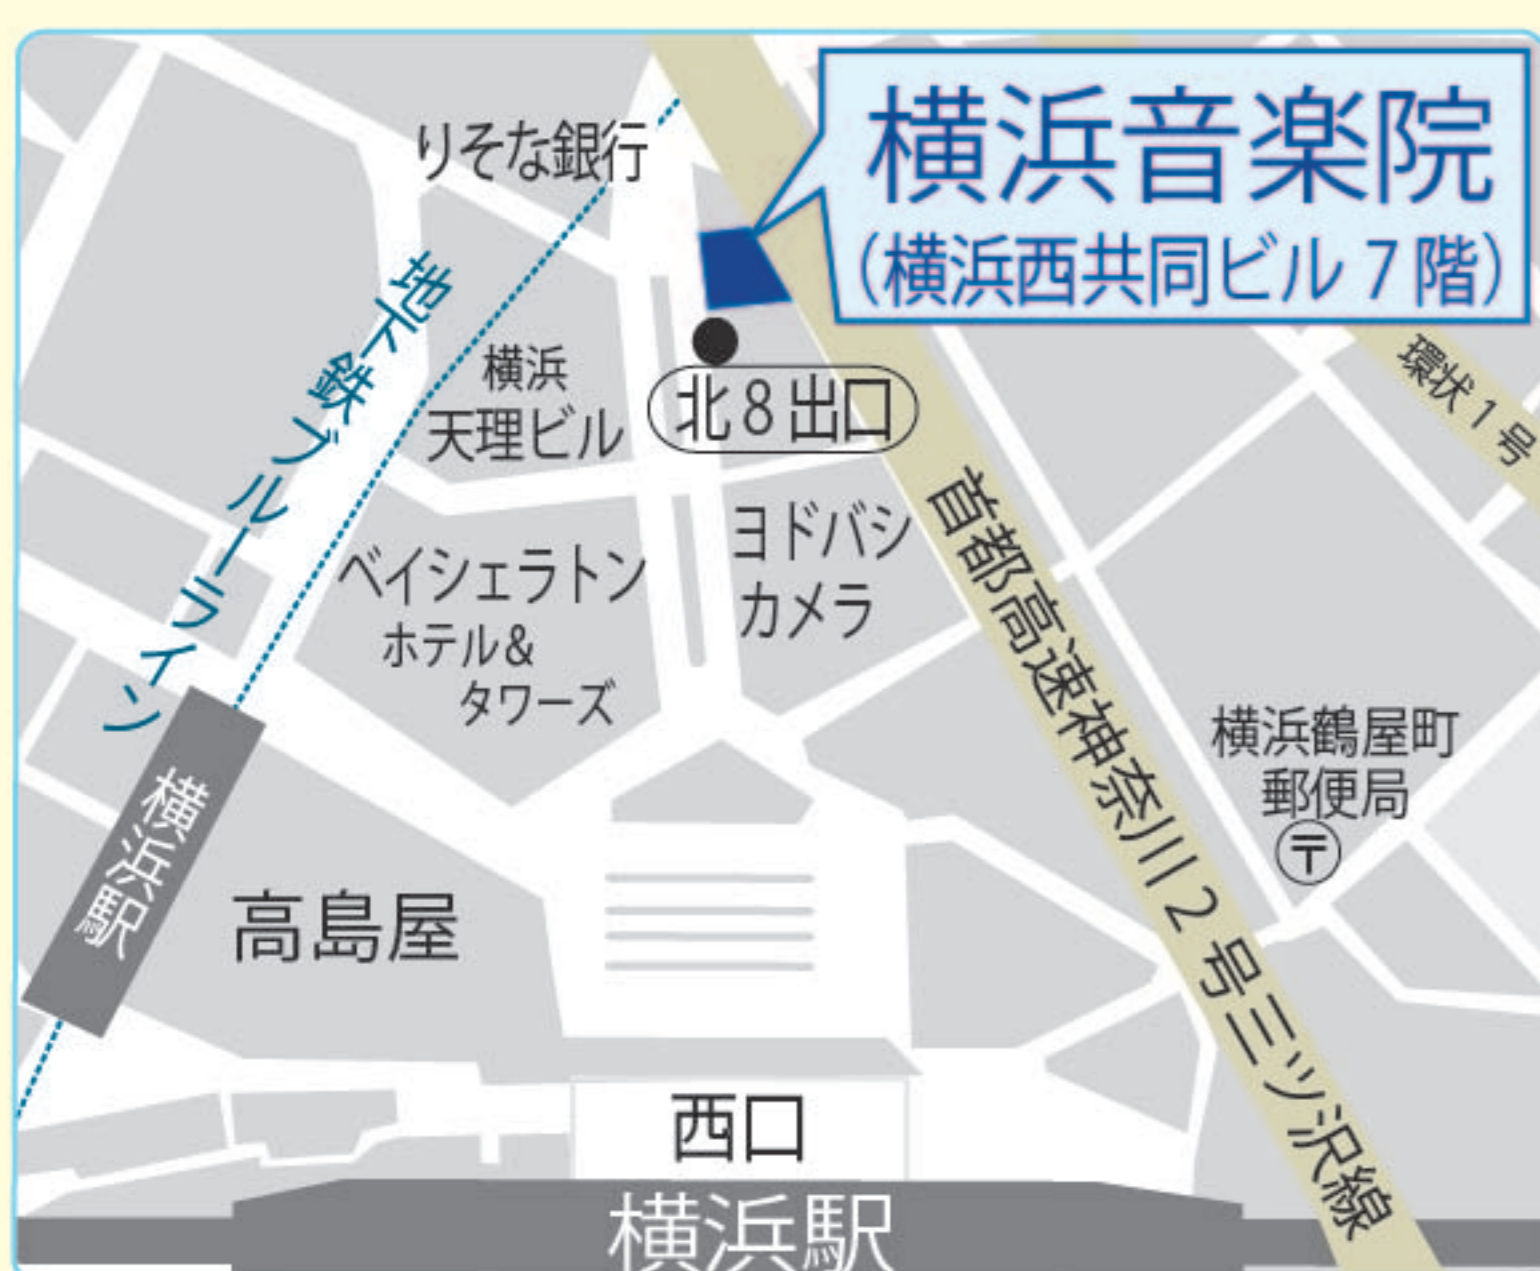 横浜音楽院
（横浜西共同ビル 7 階）
りそな銀行
地下鉄ブルーライン
横浜
天理ビル
北 8 出口
環状 1 号
ヨドバシ
カメラ
ベイシェラトン
ホテル＆
タワーズ
首都高速神奈川 2 号三ツ沢線
横浜鶴屋町
郵便局
〒
横浜駅
高島屋
西口
横浜駅